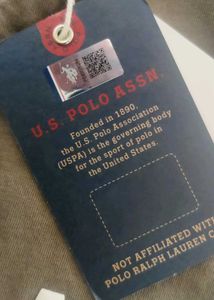 U.S. POLO ASSN.
Founded in 1890,
the U.S. Polo Association
(USPA) is the governing body
for the sport of polo in
the United States.
NOT AFFILIATED WITH
POLO RALPH LAUREN C